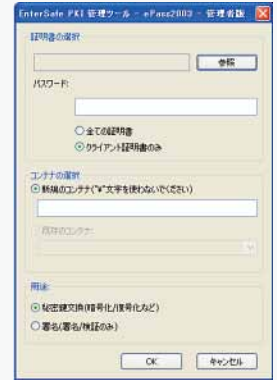 EnterSafe PKI 管理ツール - ePass2003 - 管理者版
証明書の選択
参照
パスワード:
全ての証明書
クライアント証明書のみ
コンテナの選択
新規のコンテナ("¥"文字を使わないでください)
既存のコンテナ:
用途:
秘密鍵交換(暗号化/復号化など)
署名(署名/検証のみ)
OK
キャンセル